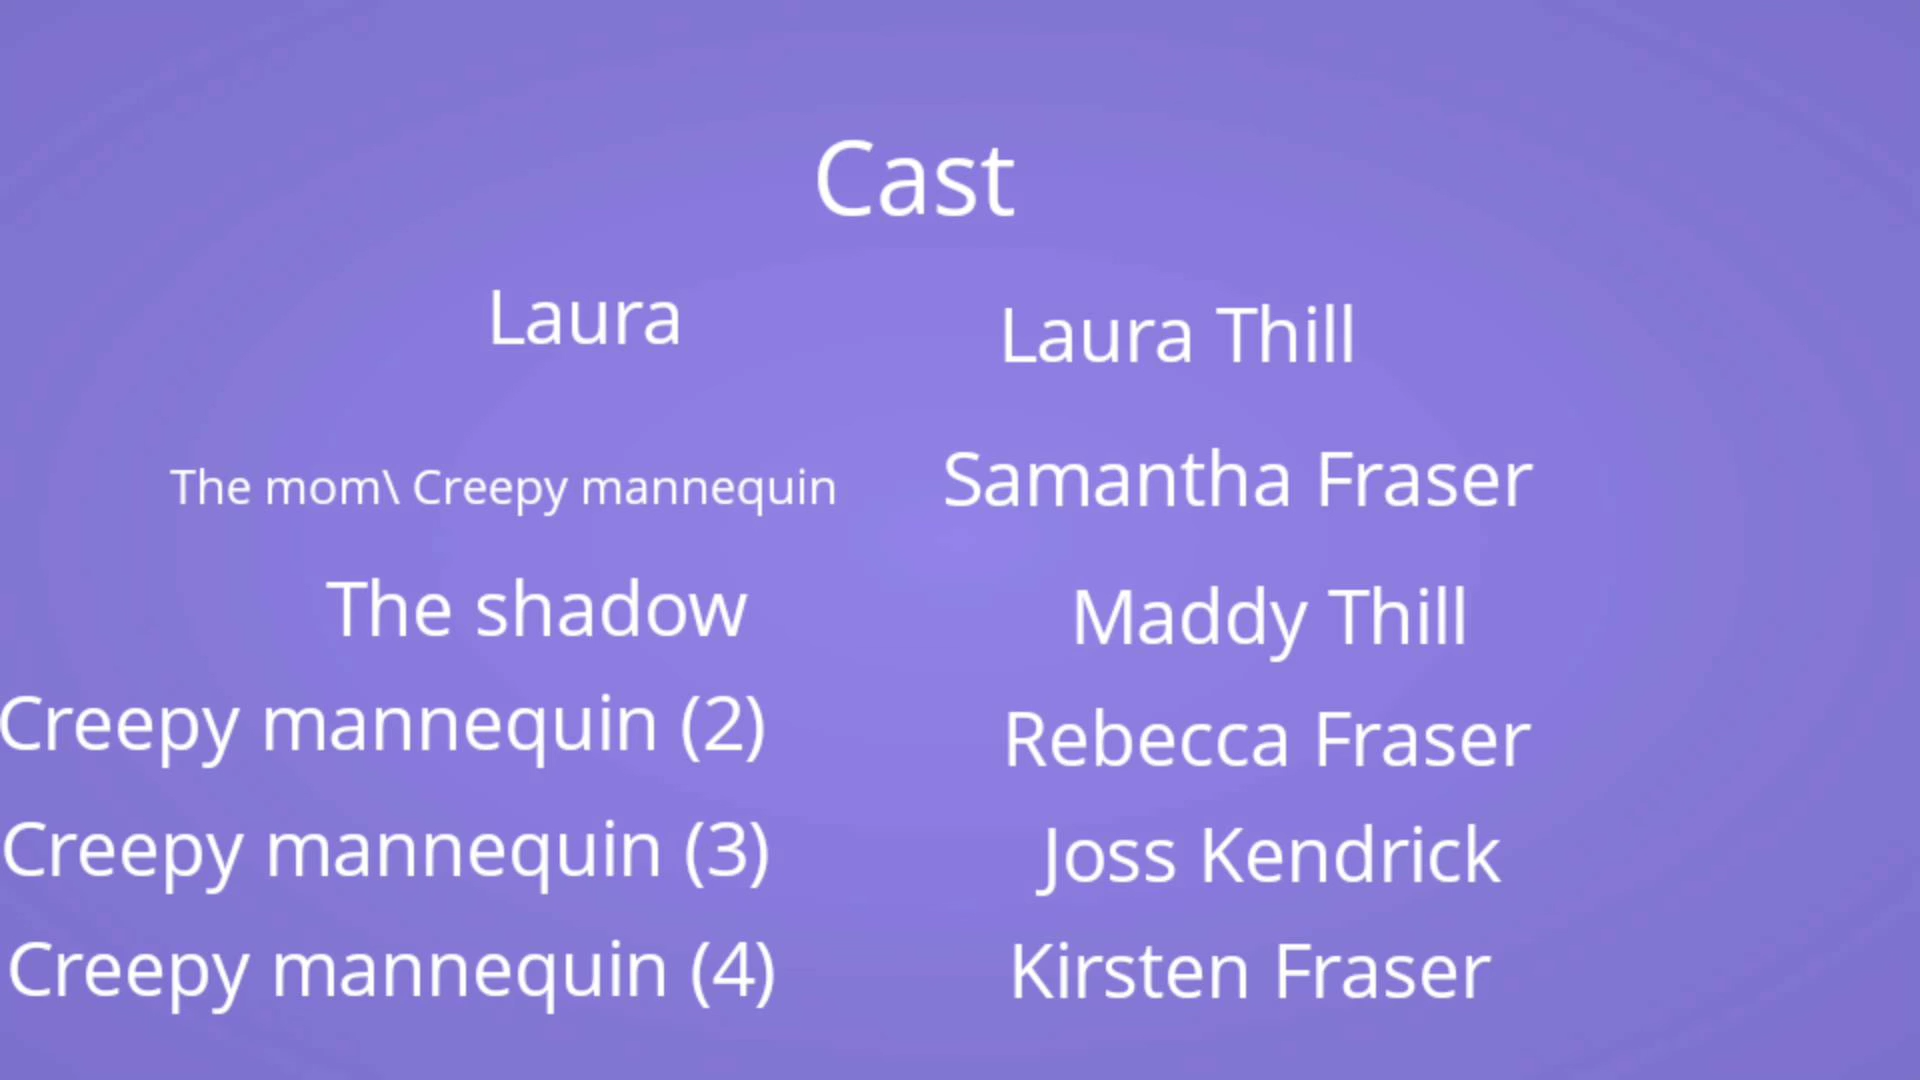 Cast
Laura Laura Thill
The mom\ Creepy mannequin Samantha Fraser
The shadow Maddy Thill
Creepy mannequin (2) Rebecca Fraser
Creepy mannequin (3) Joss Kendrick
Creepy mannequin (4) Kirsten Fraser